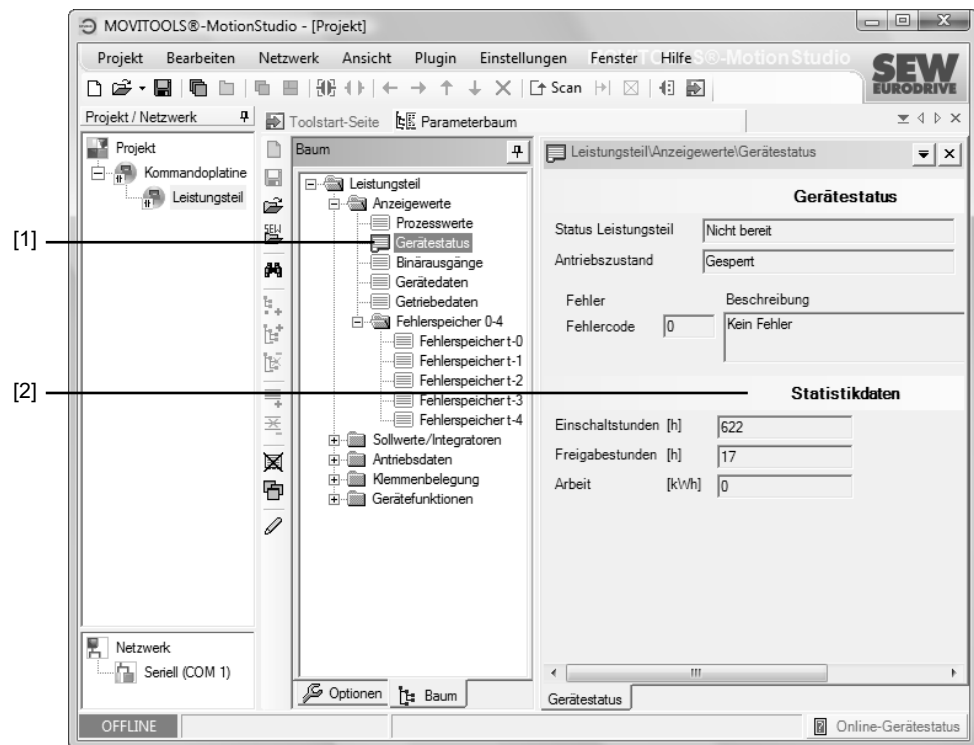 MOVITOOLS®-MotionStudio - [Projekt]
Projekt Bearbeiten Netzwerk Ansicht Plugin Einstellungen Fenster Hilfe
S®-MotionStudio
SEW
EURODRIVE
Scan
Projekt / Netzwerk
Toolstart-Seite Parameterbaum
Projekt
Kommandoplatine
Leistungsteil
SEW
Baum
Leistungsteil
Anzeigewerte
Prozesswerte
[1]
Gerätestatus
Binärausgänge
Gerätedaten
Getriebedaten
Fehlerspeicher 0-4
Fehlerspeicher t-0
Fehlerspeicher t-1
Fehlerspeicher t-2
[2]
Fehlerspeicher t-3
Fehlerspeicher t-4
Sollwerte/Integratoren
Antriebsdaten
Klemmenbelegung
Gerätefunktionen
Leistungsteil\Anzeigewerte\Gerätestatus
Gerätestatus
Status Leistungsteil Nicht bereit
Antriebszustand Gesperrt
Fehler Beschreibung
Fehlercode 0 Kein Fehler
Statistikdaten
Einschaltstunden [h] 622
Freigabestunden [h] 17
Arbeit [kWh] 0
Netzwerk
Seriell (COM 1)
Optionen Baum
Gerätestatus
OFFLINE
Online-Gerätestatus